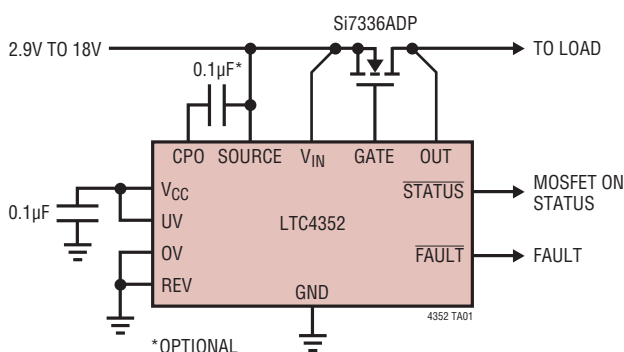 Si7336ADP
2.9V TO 18V
TO LOAD
0.1µF*
CPO SOURCE VIN GATE OUT
VCC
STATUS
MOSFET ON
STATUS
0.1µF
UV
LTC4352
OV
FAULT
FAULT
REV
GND
4352 TA01
*OPTIONAL